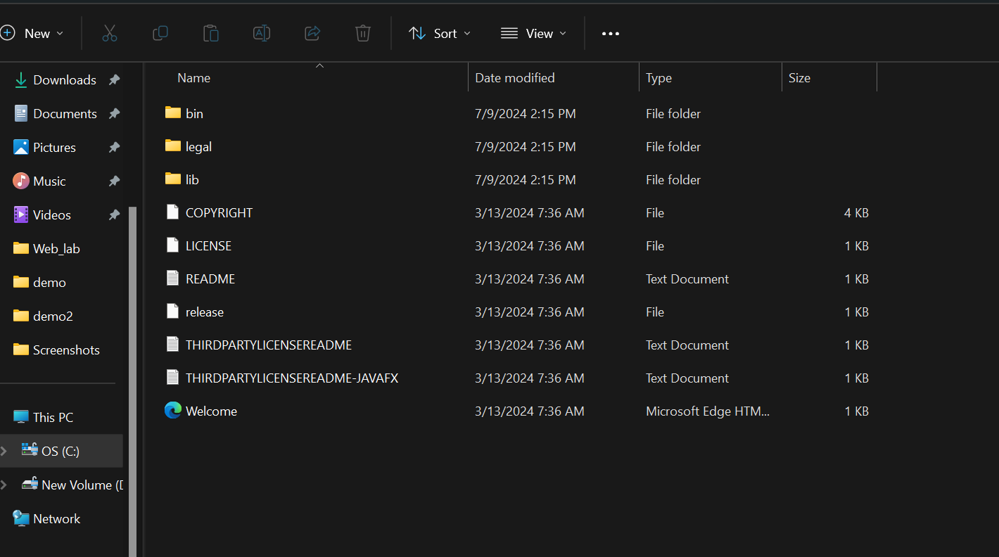 New
Sort
View
Downloads
Documents
Pictures
Music
Videos
Web_lab
demo
demo2
Screenshots
This PC
OS (C:)
New Volume (D
Network
Name Date modified Type Size
bin 7/9/2024 2:15 PM File folder
legal 7/9/2024 2:15 PM File folder
lib 7/9/2024 2:15 PM File folder
COPYRIGHT 3/13/2024 7:36 AM File 4 KB
LICENSE 3/13/2024 7:36 AM File 1 KB
README 3/13/2024 7:36 AM Text Document 1 KB
release 3/13/2024 7:36 AM File 1 KB
THIRDPARTYLICENSEREADME 3/13/2024 7:36 AM Text Document 1 KB
THIRDPARTYLICENSEREADME-JAVAFX 3/13/2024 7:36 AM Text Document 1 KB
Welcome 3/13/2024 7:36 AM Microsoft Edge HTM... 1 KB